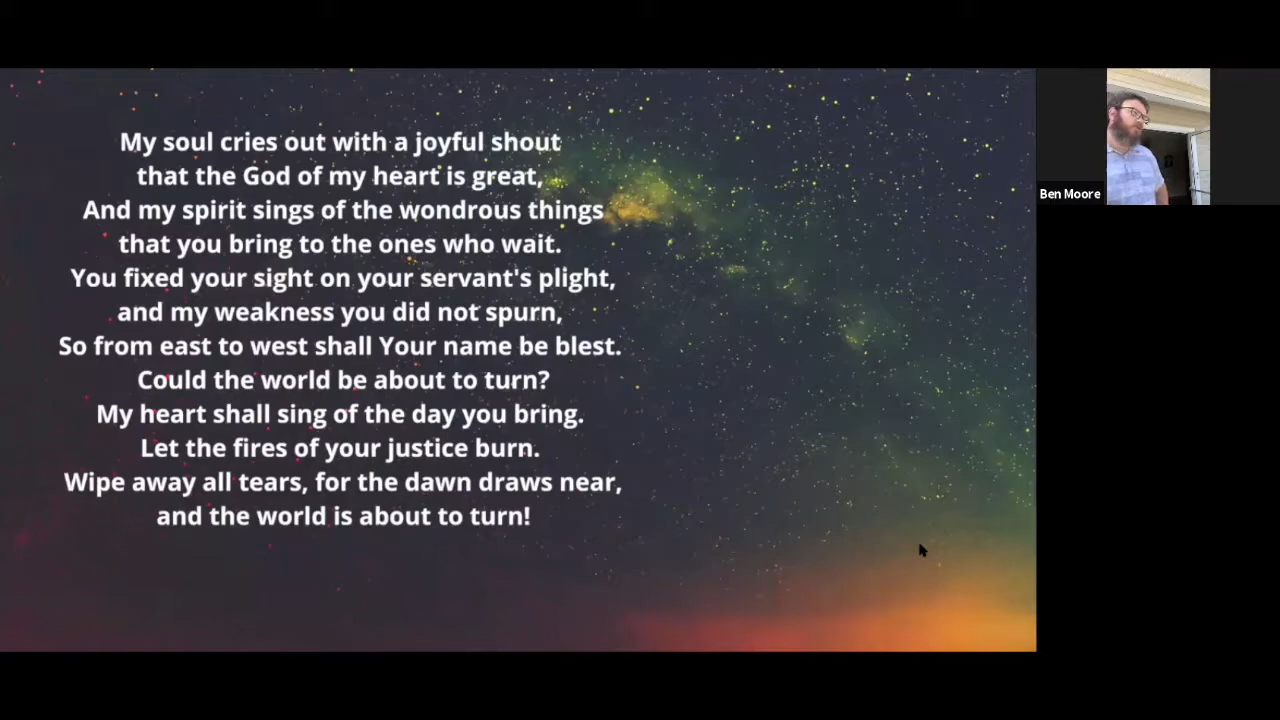 My soul cries out with a joyful shout
that the God of my heart is great,
And my spirit sings of the wondrous things
that you bring to the ones who wait.
You fixed your sight on your servant's plight,
and my weakness you did not spurn,
So from east to west shall Your name be blest.
Could the world be about to turn?
My heart shall sing of the day you bring.
Let the fires of your justice burn.
Wipe away all tears, for the dawn draws near,
and the world is about to turn!
Ben Moore